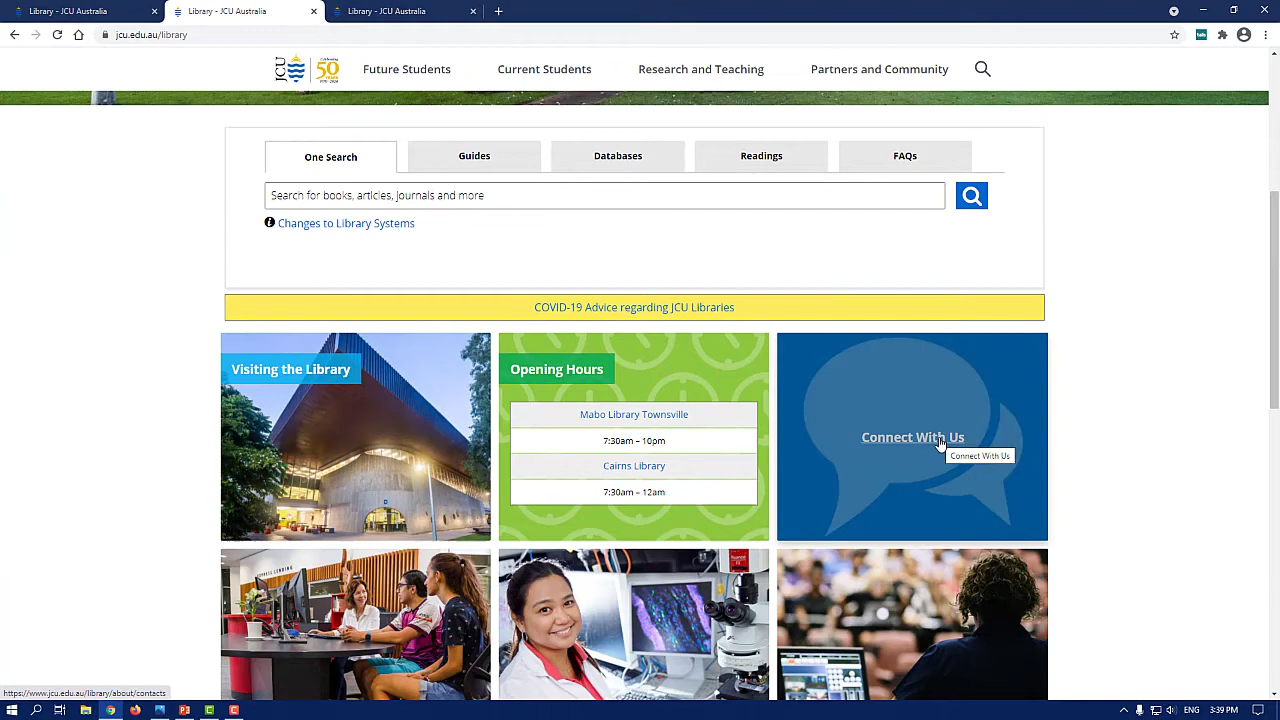 Library - JCU Australia
Library - JCU Australia
Library - JCU Australia
jcu.edu.au/library
JCU
50
Future Students
Current Students
Research and Teaching
Partners and Community
One Search
Guides
Databases
Readings
FAQs
Search for books, articles, journals and more
Changes to Library Systems
COVID-19 Advice regarding JCU Libraries
Visiting the Library
Opening Hours
Mabo Library Townsville
7:30am – 10pm
Cairns Library
7:30am – 12am
Connect With Us
Connect With Us
https://www.jcu.edu.au/library/about/contacts
ENG
3:39 PM